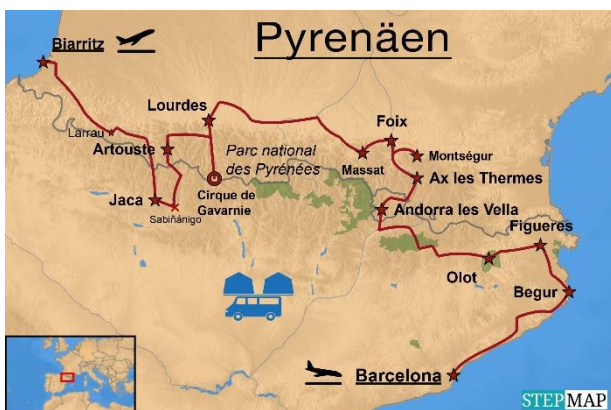 Pyrenäen
Biarritz
Lourdes
Foix
Larrau
Artouste
Parc national
des Pyrénées
Massat
Montségur
Ax les Thermes
Jaca
Sabiñánigo
Cirque de
Gavarnie
Andorra les Vella
Figueres
Olot
Begur
Barcelona
STEPMAP